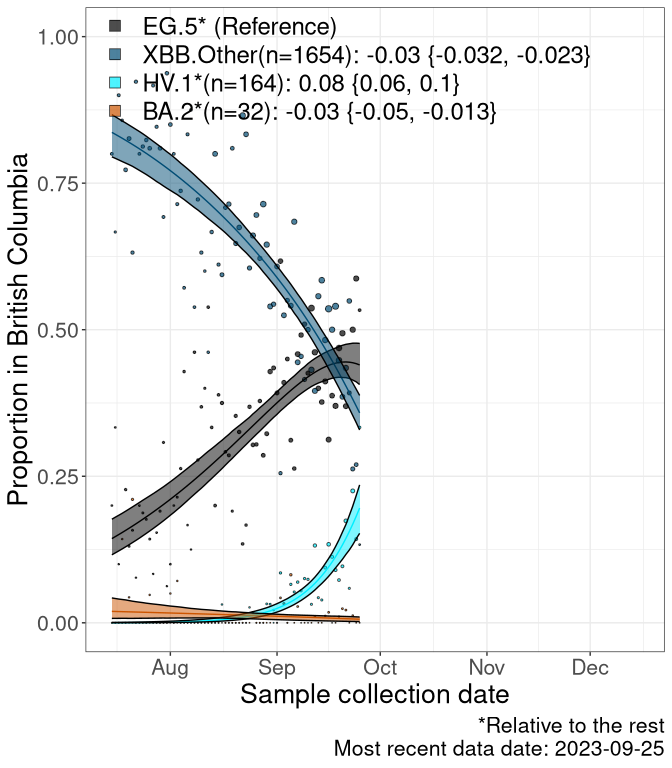 EG.5* (Reference)
XBB.Other(n=1654): -0.03 {-0.032, -0.023}
HV.1*(n=164): 0.08 {0.06, 0.1}
BA.2*(n=32): -0.03 {-0.05, -0.013}
1.00
0.75
0.50
0.25
0.00
Proportion in British Columbia
Aug Sep Oct Nov Dec
Sample collection date
*Relative to the rest
Most recent data date: 2023-09-25